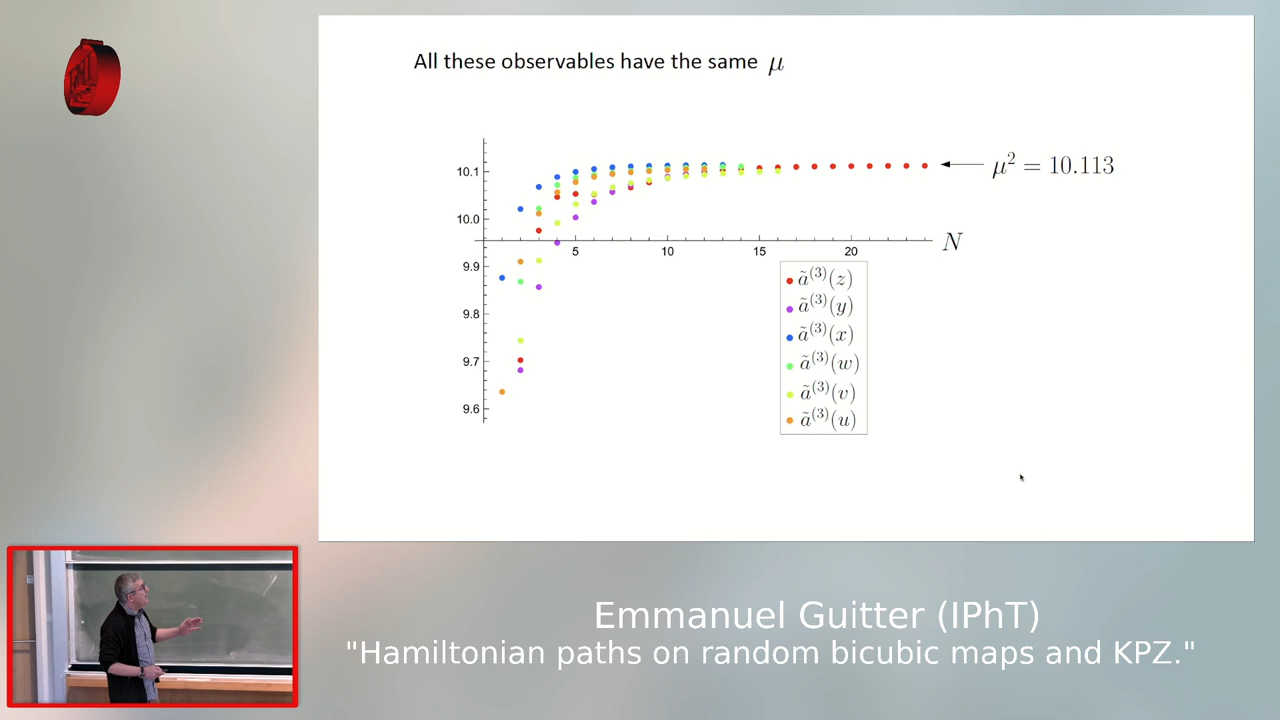 All these observables have the same μ
10.1
10.0
9.9
9.8
9.7
9.6
5
10
15
20
N
μ² = 10.113
ã⁽³⁾(z)
ã⁽³⁾(y)
ã⁽³⁾(x)
ã⁽³⁾(w)
ã⁽³⁾(v)
ã⁽³⁾(u)
Emmanuel Guitter (IPhT)
"Hamiltonian paths on random bicubic maps and KPZ."